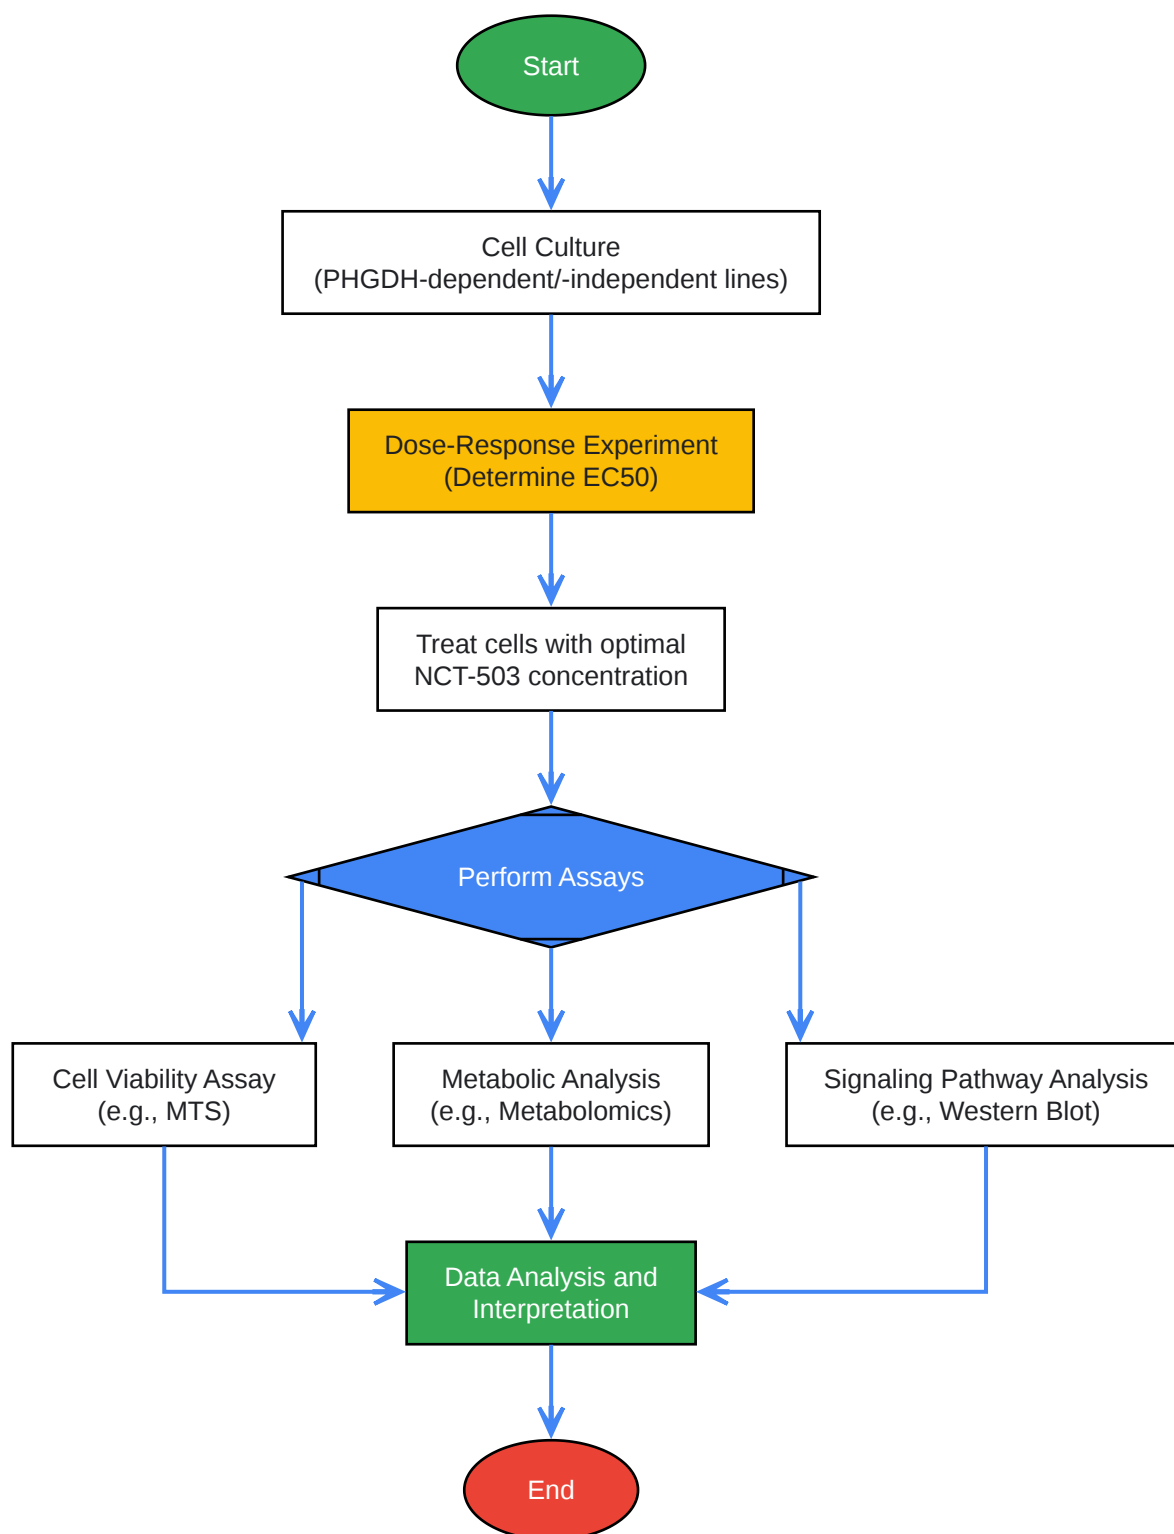 Start
Cell Culture
(PHGDH-dependent/-independent lines)
Dose-Response Experiment
(Determine EC50)
Treat cells with optimal
NCT-503 concentration
Perform Assays
Cell Viability Assay
(e.g., MTS)
Metabolic Analysis
(e.g., Metabolomics)
Signaling Pathway Analysis
(e.g., Western Blot)
Data Analysis and
Interpretation
End